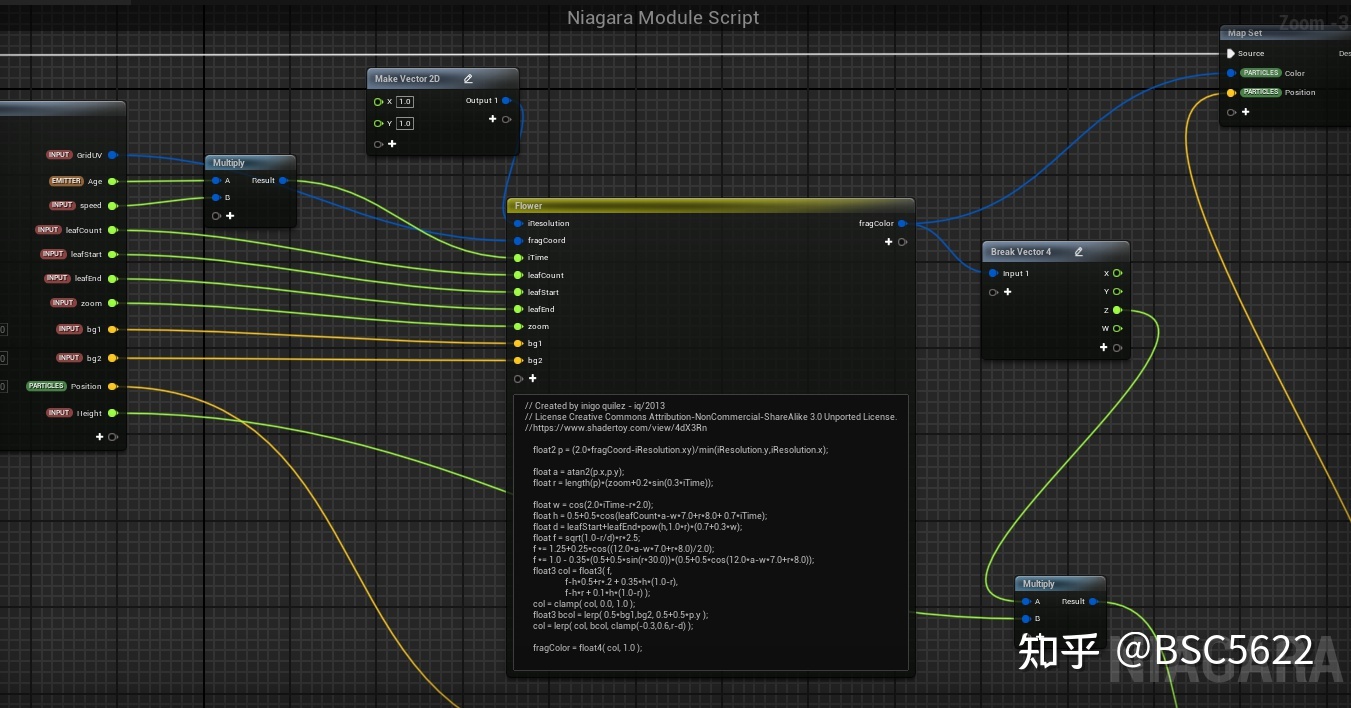 Niagara Module Script
Zoom -3
Map Set
Source
Des
PARTICLES Color
PARTICLES Position
Make Vector 2D
X 1.0
Output 1
Y 1.0
INPUT GridUV
EMITTER Age
INPUT speed
INPUT leafCount
INPUT leafStart
INPUT leafEnd
INPUT zoom
0 INPUT bg1
0 INPUT bg2
0 PARTICLES Position
INPUT Height
Multiply
A Result
B
Flower
iResolution
fragColor
fragCoord
iTime
leafCount
leafStart
leafEnd
zoom
bg1
bg2
// Created by inigo quilez - iq/2013
// License Creative Commons Attribution-NonCommercial-ShareAlike 3.0 Unported License.
//https://www.shadertoy.com/view/4dX3Rn
float2 p = (2.0*fragCoord-iResolution.xy)/min(iResolution.y,iResolution.x);
float a = atan2(p.x,p.y);
float r = length(p)*(zoom+0.2*sin(0.3*iTime));
float w = cos(2.0*iTime-r*2.0);
float h = 0.5+0.5*cos(leafCount*a-w*7.0+r*8.0+ 0.7*iTime);
float d = leafStart+leafEnd*pow(h,1.0*r)*(0.7+0.3*w);
float f = sqrt(1.0-r/d)*r*2.5;
f *= 1.25+0.25*cos((12.0*a-w*7.0+r*8.0)/2.0);
f *= 1.0 - 0.35*(0.5+0.5*sin(r*30.0))*(0.5+0.5*cos(12.0*a-w*7.0+r*8.0));
float3 col = float3( f,
f-h*0.5+r*.2 + 0.35*h*(1.0-r),
f-h*r + 0.1*h*(1.0-r) );
col = clamp( col, 0.0, 1.0 );
float3 bcol = lerp( 0.5*bg1,bg2, 0.5+0.5*p.y );
col = lerp( col, bcol, clamp(-0.3,0.6,r-d) );
fragColor = float4( col, 1.0 );
Break Vector 4
Input 1
X
Y
Z
W
Multiply
A Result
B
知乎 @BSC5622
NIAGARA